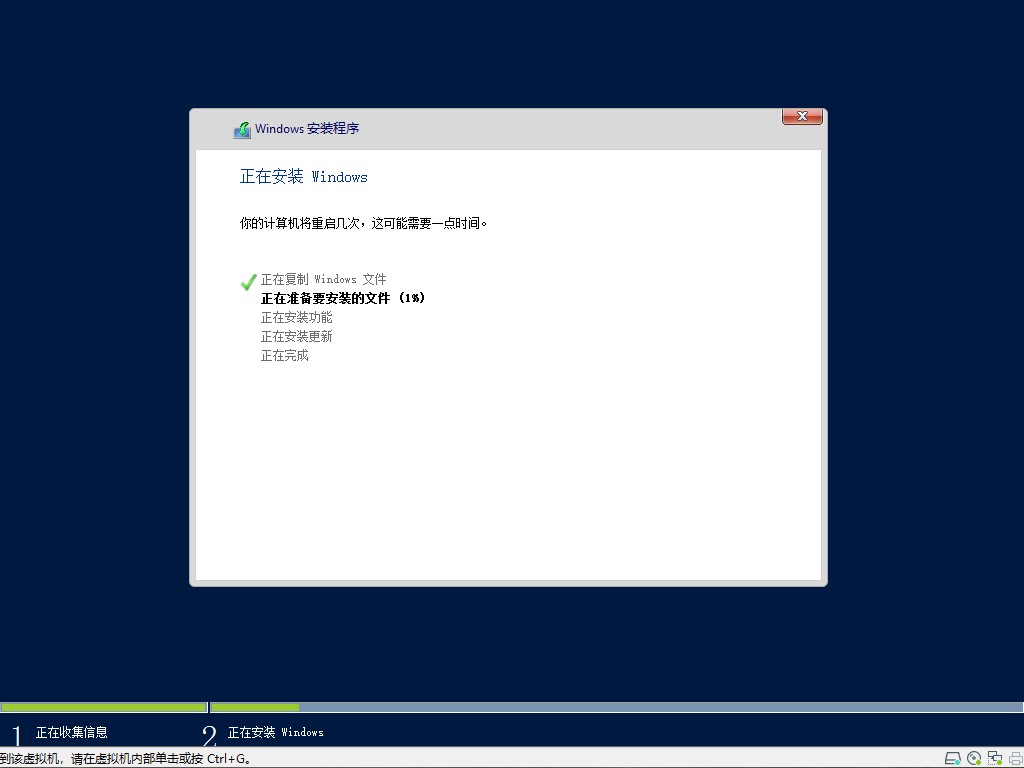 Windows 安装程序
正在安装 Windows
你的计算机将重启几次，这可能需要一点时间。
正在复制 Windows 文件
正在准备要安装的文件 (1%)
正在安装功能
正在安装更新
正在完成
1 正在收集信息
2 正在安装 Windows
到该虚拟机，请在虚拟机内部单击或按 Ctrl+G。